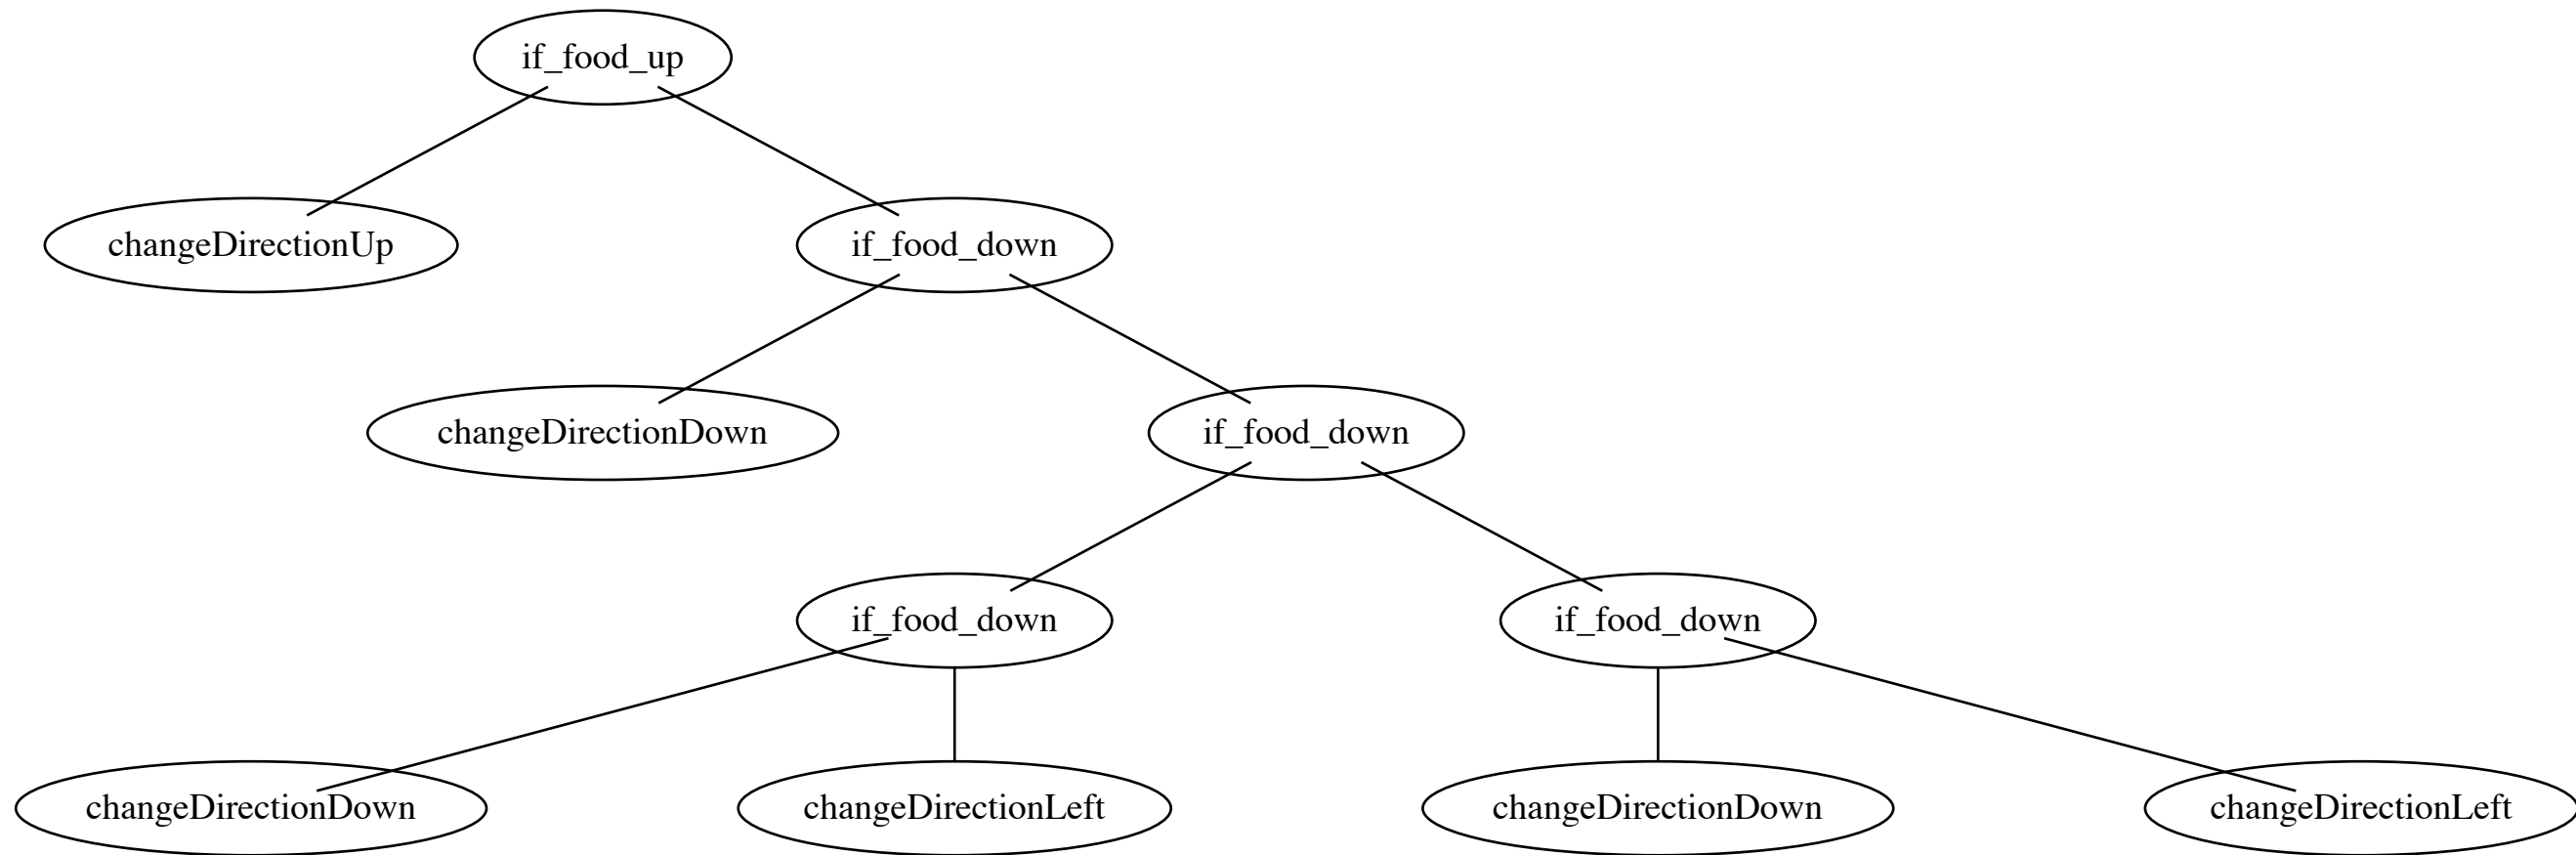 if_food_up
changeDirectionUp
if_food_down
changeDirectionDown
if_food_down
if_food_down
if_food_down
changeDirectionDown
changeDirectionLeft
changeDirectionDown
changeDirectionLeft